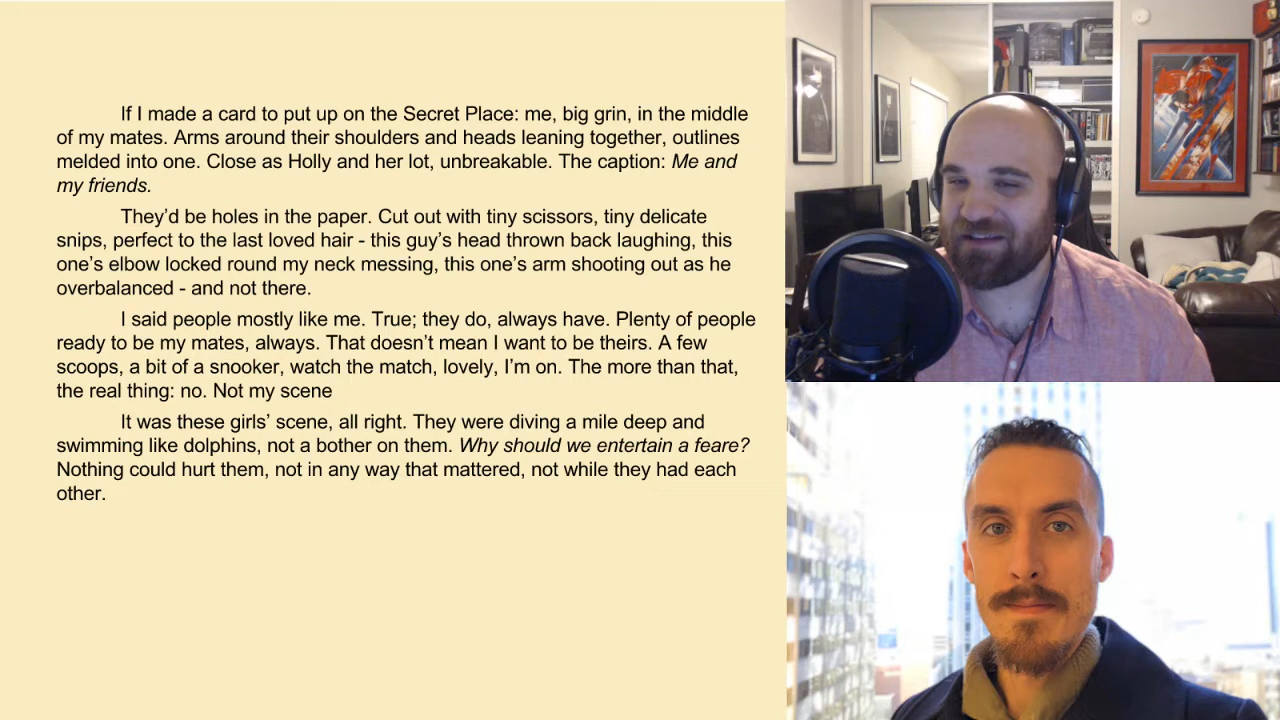 If I made a card to put up on the Secret Place: me, big grin, in the middle
of my mates. Arms around their shoulders and heads leaning together, outlines
melded into one. Close as Holly and her lot, unbreakable. The caption: Me and
my friends.
They’d be holes in the paper. Cut out with tiny scissors, tiny delicate
snips, perfect to the last loved hair - this guy’s head thrown back laughing, this
one’s elbow locked round my neck messing, this one’s arm shooting out as he
overbalanced - and not there.
I said people mostly like me. True; they do, always have. Plenty of people
ready to be my mates, always. That doesn’t mean I want to be theirs. A few
scoops, a bit of a snooker, watch the match, lovely, I’m on. The more than that,
the real thing: no. Not my scene
It was these girls’ scene, all right. They were diving a mile deep and
swimming like dolphins, not a bother on them. Why should we entertain a feare?
Nothing could hurt them, not in any way that mattered, not while they had each
other.